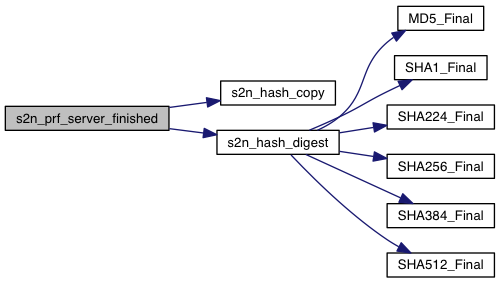 s2n_prf_server_finished
s2n_hash_copy
s2n_hash_digest
MD5_Final
SHA1_Final
SHA224_Final
SHA256_Final
SHA384_Final
SHA512_Final